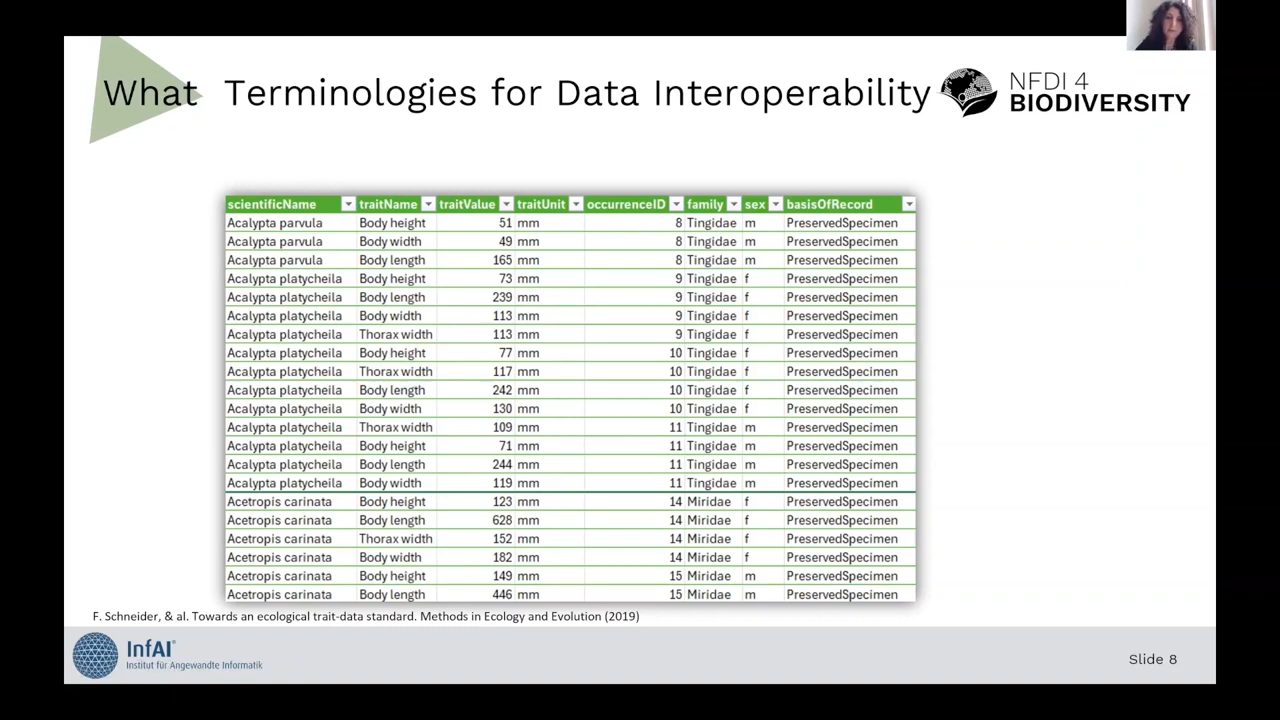 What Terminologies for Data Interoperability
NFDI 4
BIODIVERSITY
scientificName traitName traitValue traitUnit occurrenceID family sex basisOfRecord
Acalypta parvula Body height 51 mm 8 Tingidae m PreservedSpecimen
Acalypta parvula Body width 49 mm 8 Tingidae m PreservedSpecimen
Acalypta parvula Body length 165 mm 8 Tingidae m PreservedSpecimen
Acalypta platycheila Body height 73 mm 9 Tingidae f PreservedSpecimen
Acalypta platycheila Body length 239 mm 9 Tingidae f PreservedSpecimen
Acalypta platycheila Body width 113 mm 9 Tingidae f PreservedSpecimen
Acalypta platycheila Thorax width 113 mm 9 Tingidae f PreservedSpecimen
Acalypta platycheila Body height 77 mm 10 Tingidae f PreservedSpecimen
Acalypta platycheila Thorax width 117 mm 10 Tingidae f PreservedSpecimen
Acalypta platycheila Body length 242 mm 10 Tingidae f PreservedSpecimen
Acalypta platycheila Body width 130 mm 10 Tingidae f PreservedSpecimen
Acalypta platycheila Thorax width 109 mm 11 Tingidae m PreservedSpecimen
Acalypta platycheila Body height 71 mm 11 Tingidae m PreservedSpecimen
Acalypta platycheila Body length 244 mm 11 Tingidae m PreservedSpecimen
Acalypta platycheila Body width 119 mm 11 Tingidae m PreservedSpecimen
Acetropis carinata Body height 123 mm 14 Miridae f PreservedSpecimen
Acetropis carinata Body length 628 mm 14 Miridae f PreservedSpecimen
Acetropis carinata Thorax width 152 mm 14 Miridae f PreservedSpecimen
Acetropis carinata Body width 182 mm 14 Miridae f PreservedSpecimen
Acetropis carinata Body height 149 mm 15 Miridae m PreservedSpecimen
Acetropis carinata Body length 446 mm 15 Miridae m PreservedSpecimen
F. Schneider, & al. Towards an ecological trait-data standard. Methods in Ecology and Evolution (2019)
InfAI®
Institut für Angewandte Informatik
Slide 8